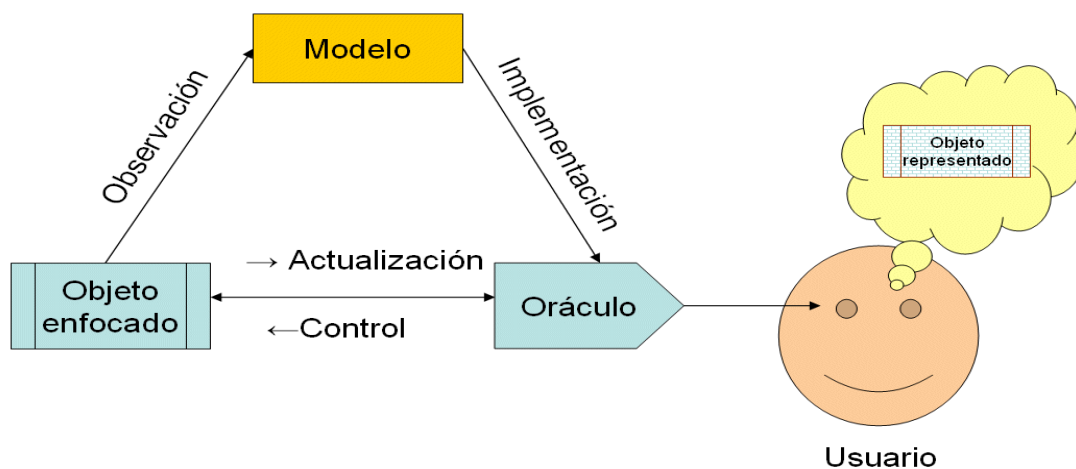 Modelo
Observación
Implementación
Objeto
representado
Objeto
enfocado
→ Actualización
←Control
Oráculo
Usuario